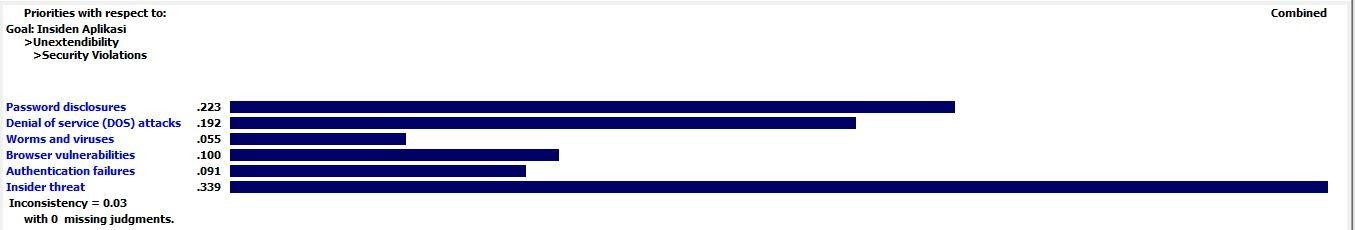 Priorities with respect to: Combined
Goal: Insiden Aplikasi
>Unextendibility
>Security Violations
Password disclosures .223
Denial of service (DOS) attacks .192
Worms and viruses .055
Browser vulnerabilities .100
Authentication failures .091
Insider threat .339
Inconsistency = 0.03
with 0 missing judgments.